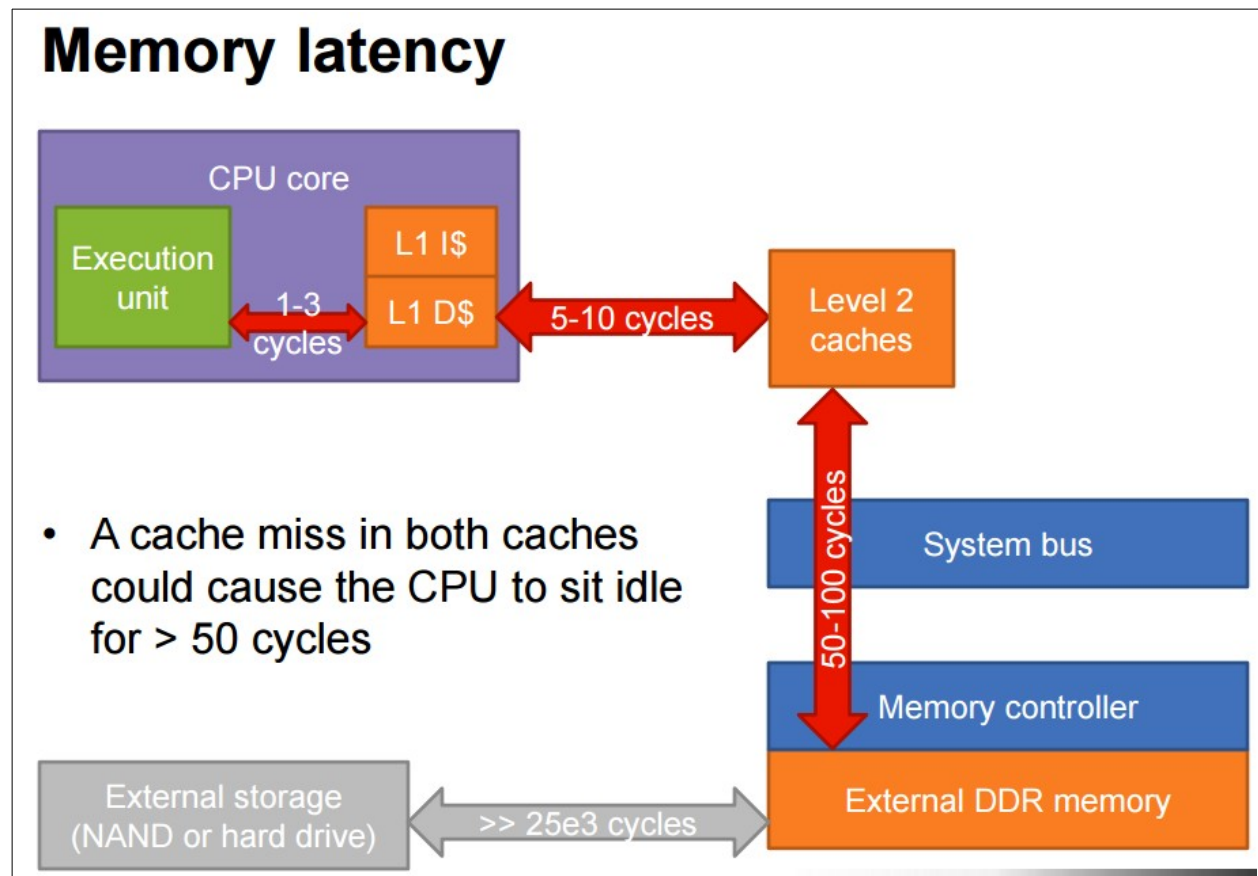 Memory latency
CPU core
Execution
unit
1-3
cycles
L1 I$
L1 D$
5-10 cycles
Level 2
caches
50-100 cycles
• A cache miss in both caches
could cause the CPU to sit idle
for > 50 cycles
System bus
Memory controller
External DDR memory
External storage
(NAND or hard drive)
>> 25e3 cycles